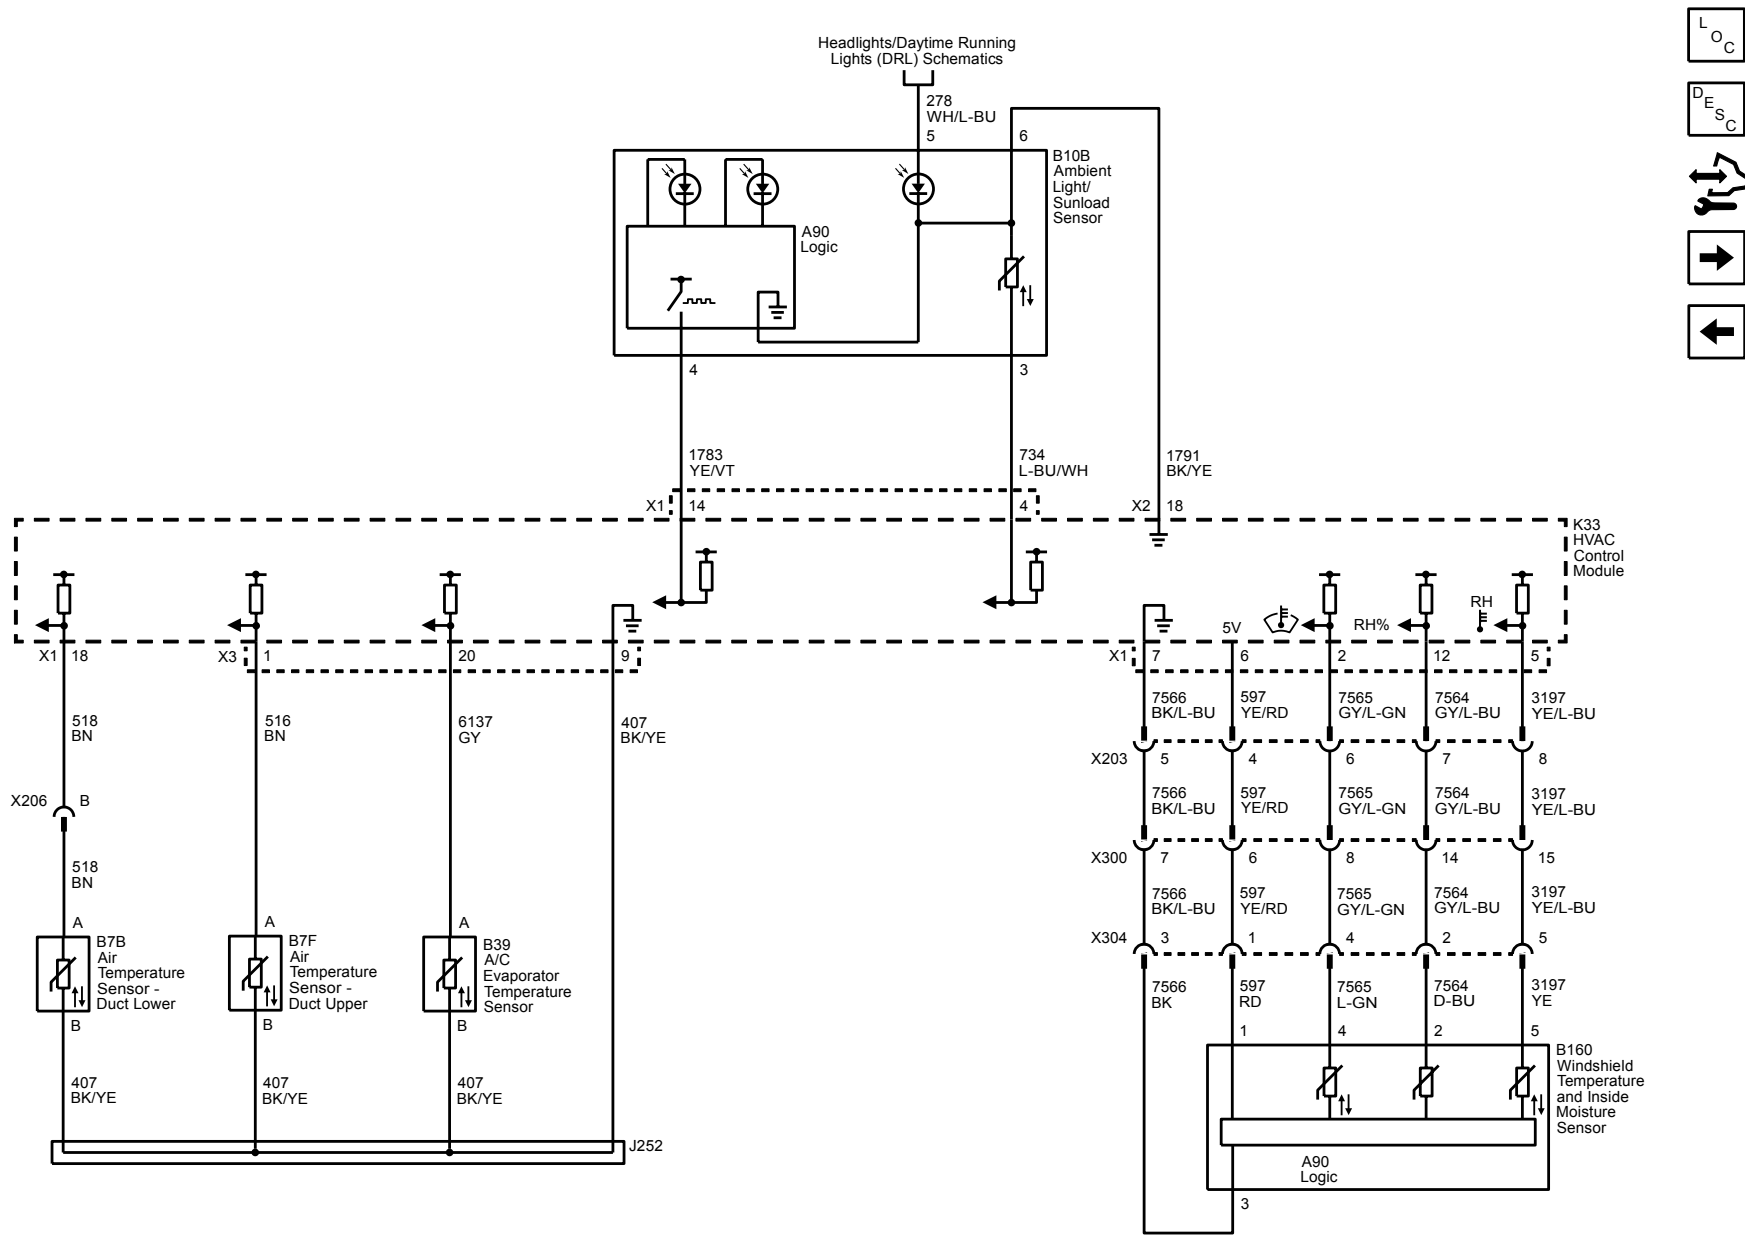 Headlights/Daytime Running
Lights (DRL) Schematics
L O C
D E S C
278
WH/L-BU
5
6
B10B
Ambient
Light/
Sunload
Sensor
A90
Logic
4
3
1783
YE/VT
734
L-BU/WH
1791
BK/YE
X1
14
4
X2
18
K33
HVAC
Control
Module
RH%
RH
5V
X1
18
X3
1
20
9
X1
7
6
2
12
5
518
BN
516
BN
6137
GY
407
BK/YE
7566
BK/L-BU
597
YE/RD
7565
GY/L-GN
7564
GY/L-BU
3197
YE/L-BU
X203
5
4
6
7
8
X206
B
7566
BK/L-BU
597
YE/RD
7565
GY/L-GN
7564
GY/L-BU
3197
YE/L-BU
X300
7
6
8
14
15
518
BN
7566
BK/L-BU
597
YE/RD
7565
GY/L-GN
7564
GY/L-BU
3197
YE/L-BU
X304
3
1
4
2
5
A
B7B
Air
Temperature
Sensor -
Duct Lower
B
A
B7F
Air
Temperature
Sensor -
Duct Upper
B
A
B39
A/C
Evaporator
Temperature
Sensor
B
7566
BK
597
RD
7565
L-GN
7564
D-BU
3197
YE
1
4
2
5
B160
Windshield
Temperature
and Inside
Moisture
Sensor
407
BK/YE
407
BK/YE
407
BK/YE
J252
A90
Logic
3